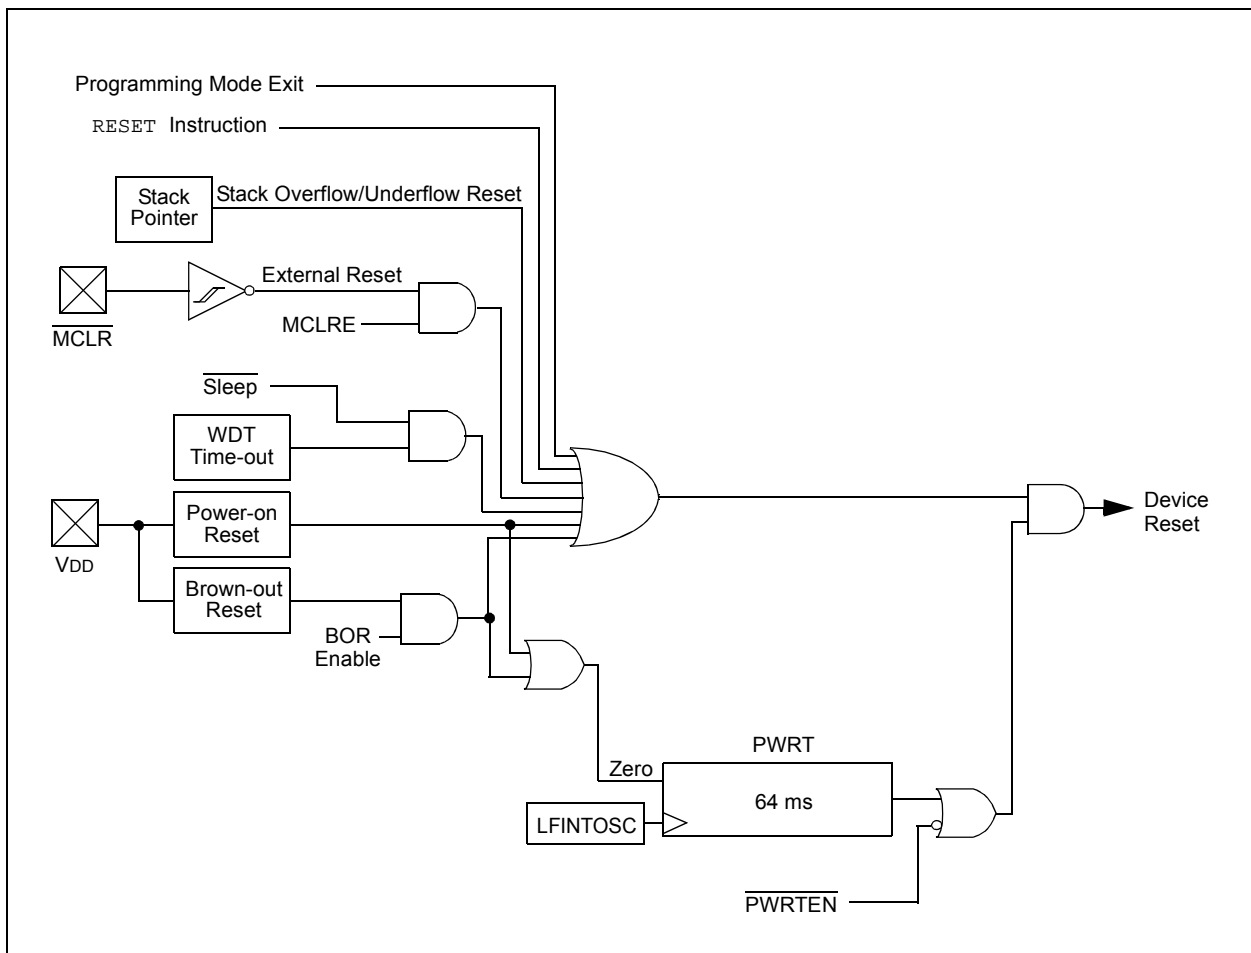 Programming Mode Exit
RESET Instruction
Stack
Pointer
Stack Overflow/Underflow Reset
External Reset
MCLR
MCLRE
Sleep
WDT
Time-out
VDD
Power-on
Reset
Brown-out
Reset
BOR
Enable
Device
Reset
PWRT
Zero
64 ms
LFINTOSC
PWRTEN